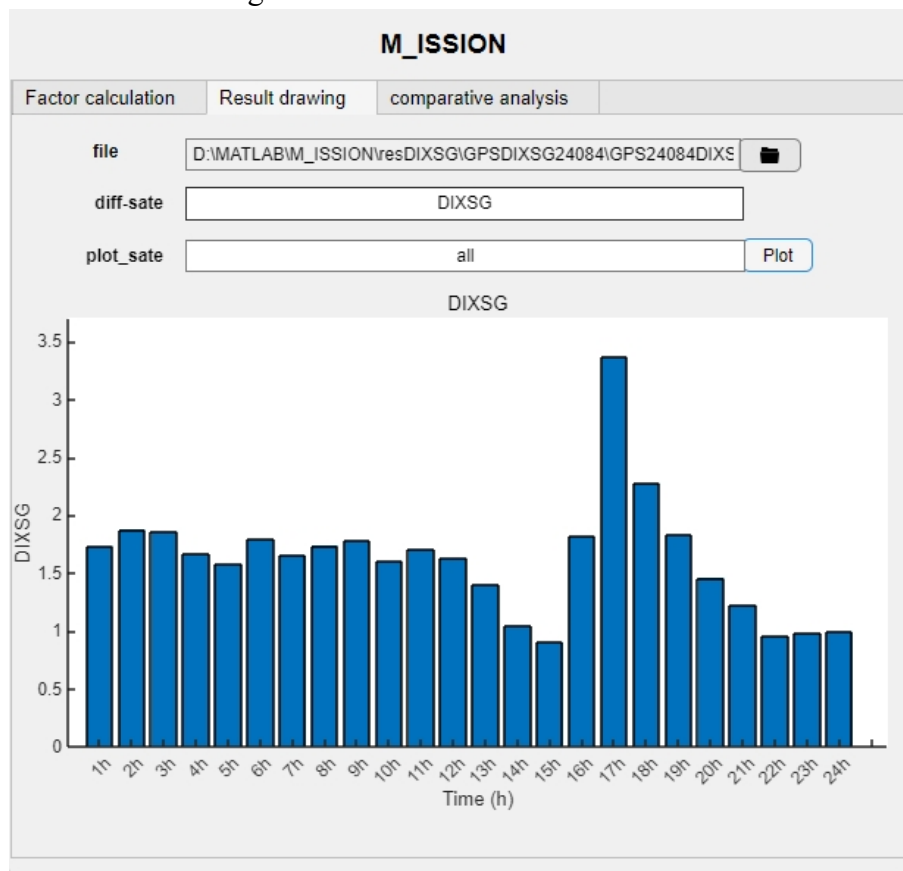 M_ISSION
Factor calculation Result drawing comparative analysis
file D:\MATLAB\M_ISSION\resDIXSG\GPSDIXSG24084\GPS24084DIXS
diff-sate DIXSG
plot_sate all Plot
DIXSG
3.5
3
2.5
2
1.5
1
0.5
0
DIXSG
1h 2h 3h 4h 5h 6h 7h 8h 9h 10h 11h 12h 13h 14h 15h 16h 17h 18h 19h 20h 21h 22h 23h 24h
Time (h)